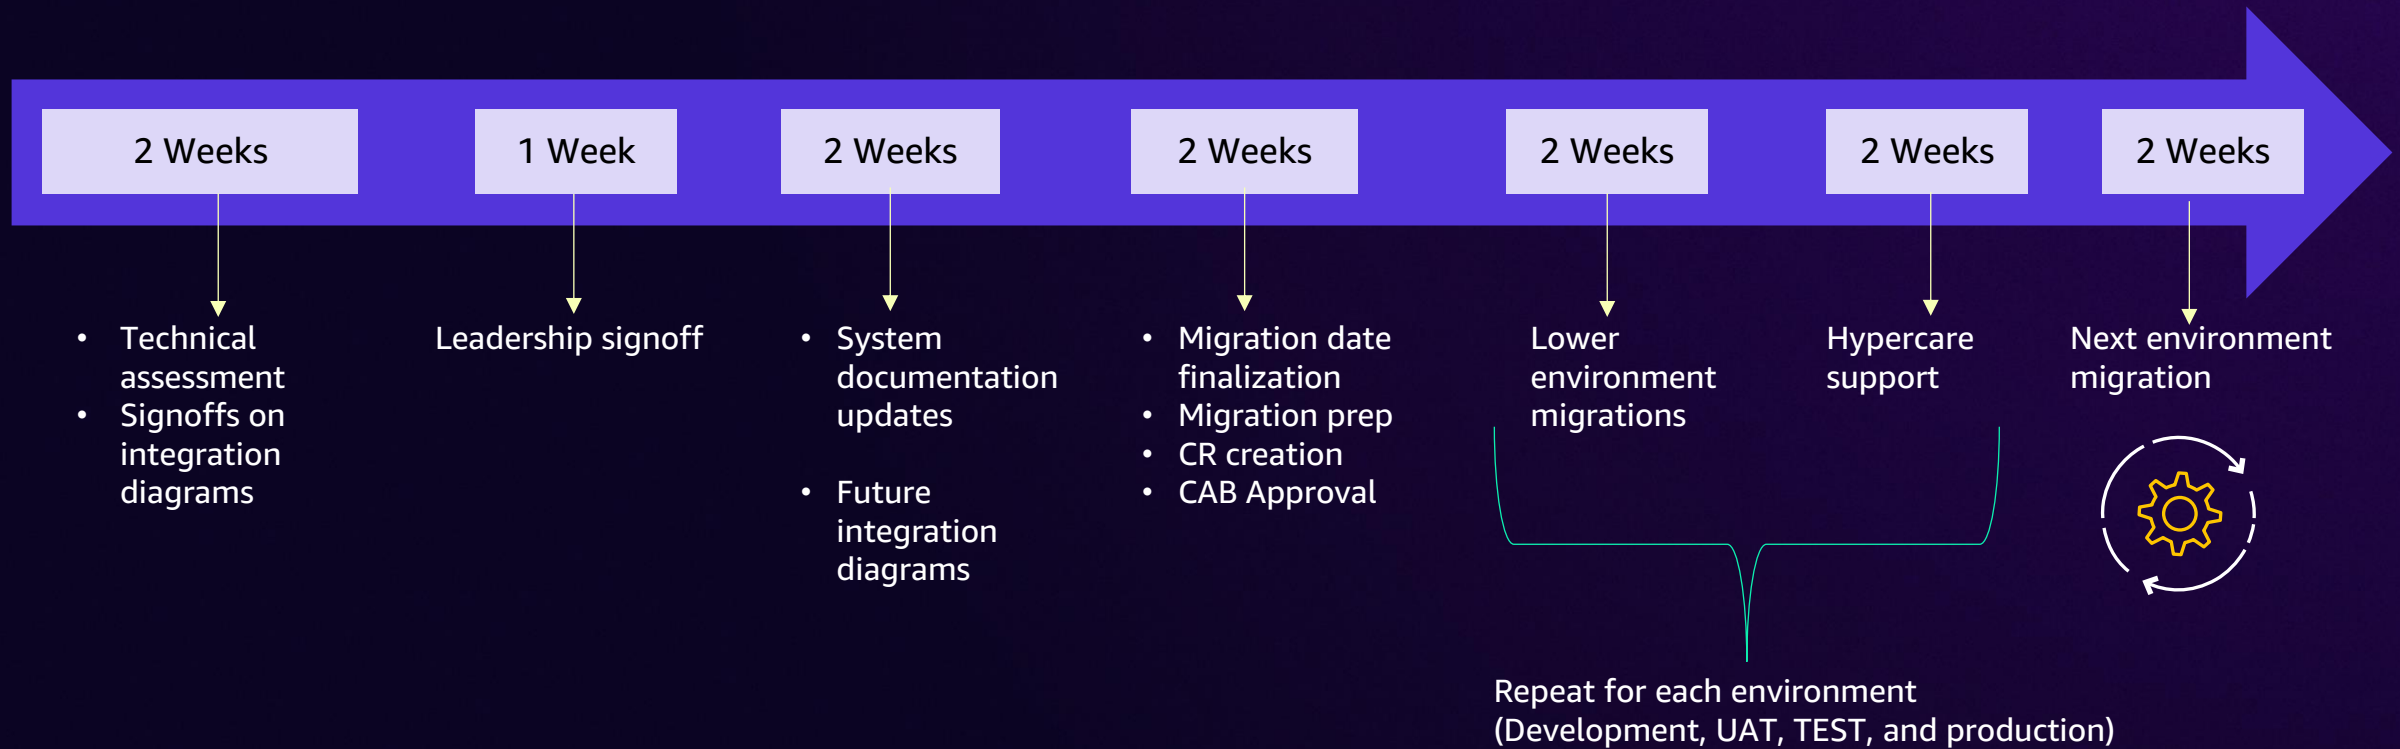 2 Weeks
1 Week
2 Weeks
2 Weeks
2 Weeks
2 Weeks
2 Weeks
• Technical
assessment
• Signoffs on
integration
diagrams
Leadership signoff
• System
documentation
updates
• Future
integration
diagrams
• Migration date
finalization
• Migration prep
• CR creation
• CAB Approval
Lower
environment
migrations
Hypercare
support
Next environment
migration
Repeat for each environment
(Development, UAT, TEST, and production)